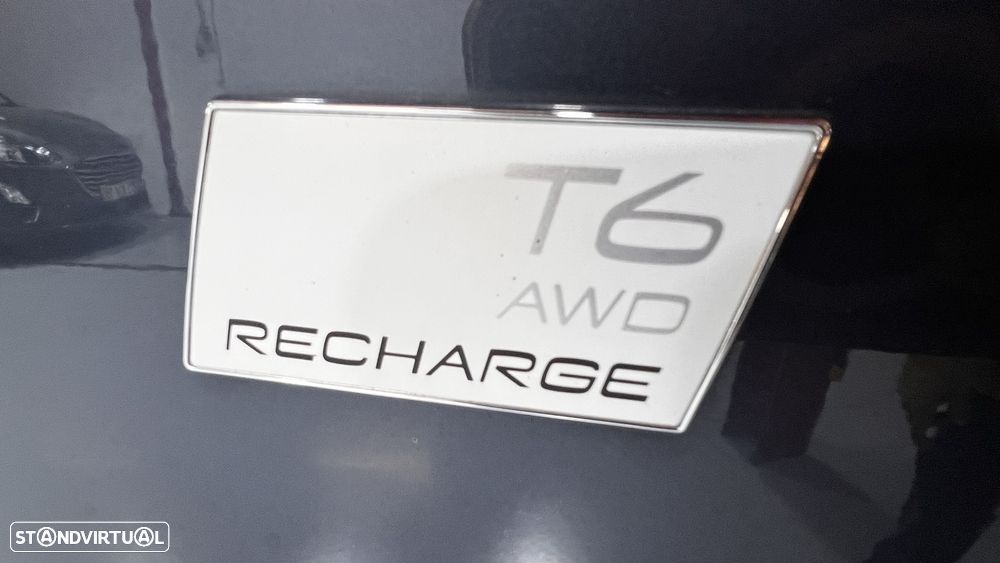 T6
AWD
RECHARGE
STANDVIRTUAL